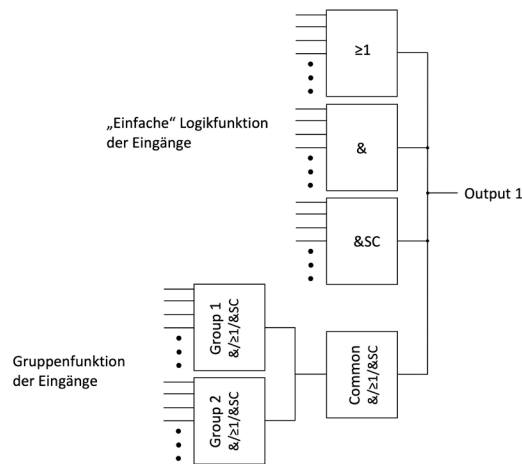 ≥1
„Einfache“ Logikfunktion
der Eingänge
&
Output 1
&SC
Group 1
&/≥1/&SC
Gruppenfunktion
der Eingänge
Common
&/≥1/&SC
Group 2
&/≥1/&SC